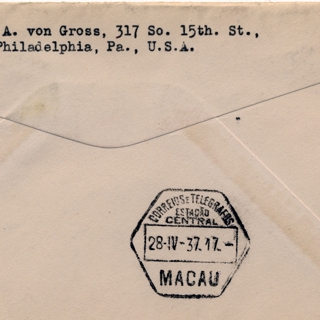 A. von Gross, 317 So. 15th. St.,
Philadelphia, Pa., U.S.A.
CORREIOS E TELEGRAFOS
ESTAÇÃO
CENTRAL
28-IV-37.17.-
MACAU